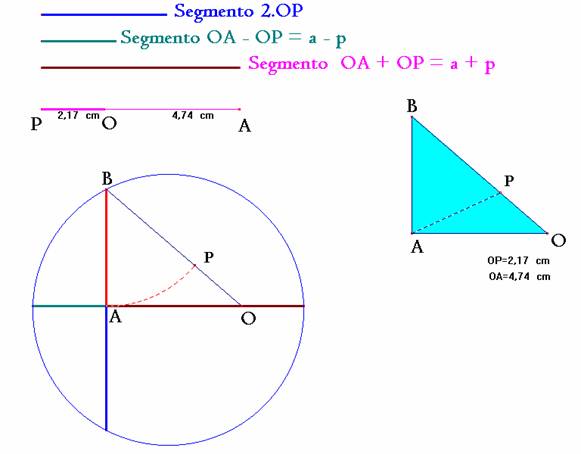 Segmento 2.OP
Segmento OA - OP = a - p
Segmento OA + OP = a + p
P 2,17 cm O 4,74 cm A
B
P
A
O
OP=2,17 cm
OA=4,74 cm
B
P
A
O